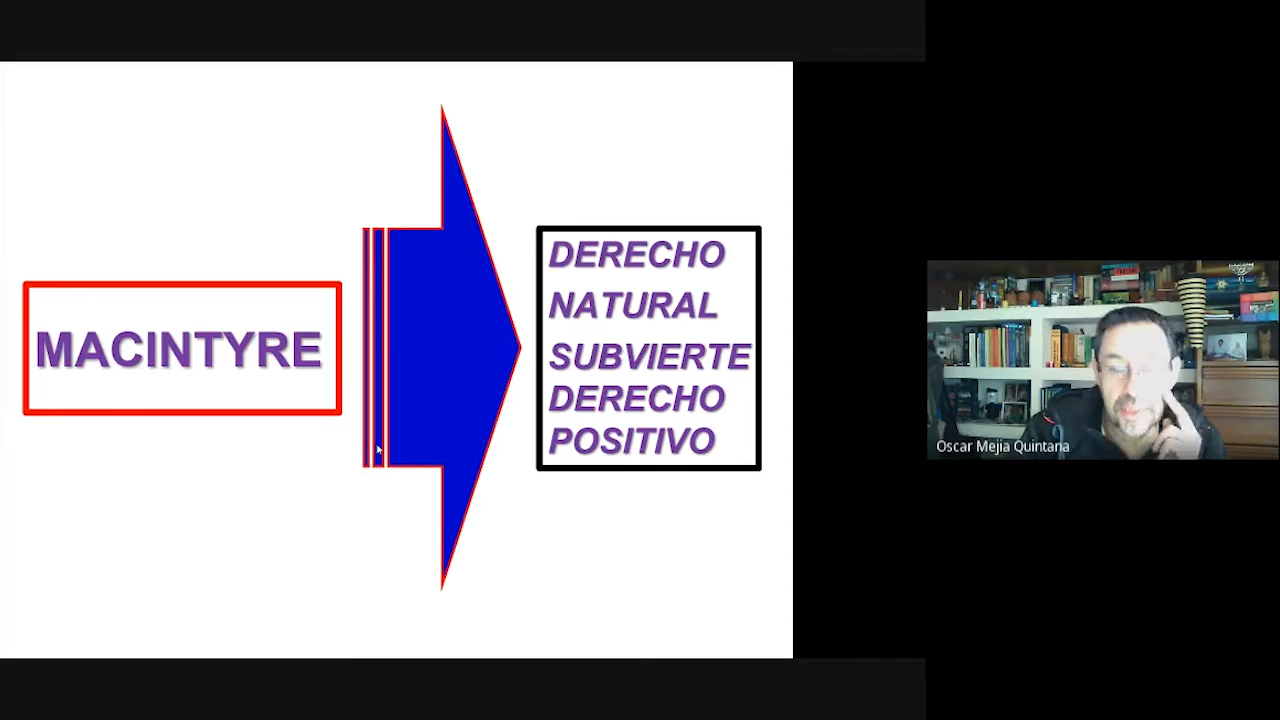 MACINTYRE
DERECHO
NATURAL
SUBVIERTE
DERECHO
POSITIVO
Oscar Mejia Quintana